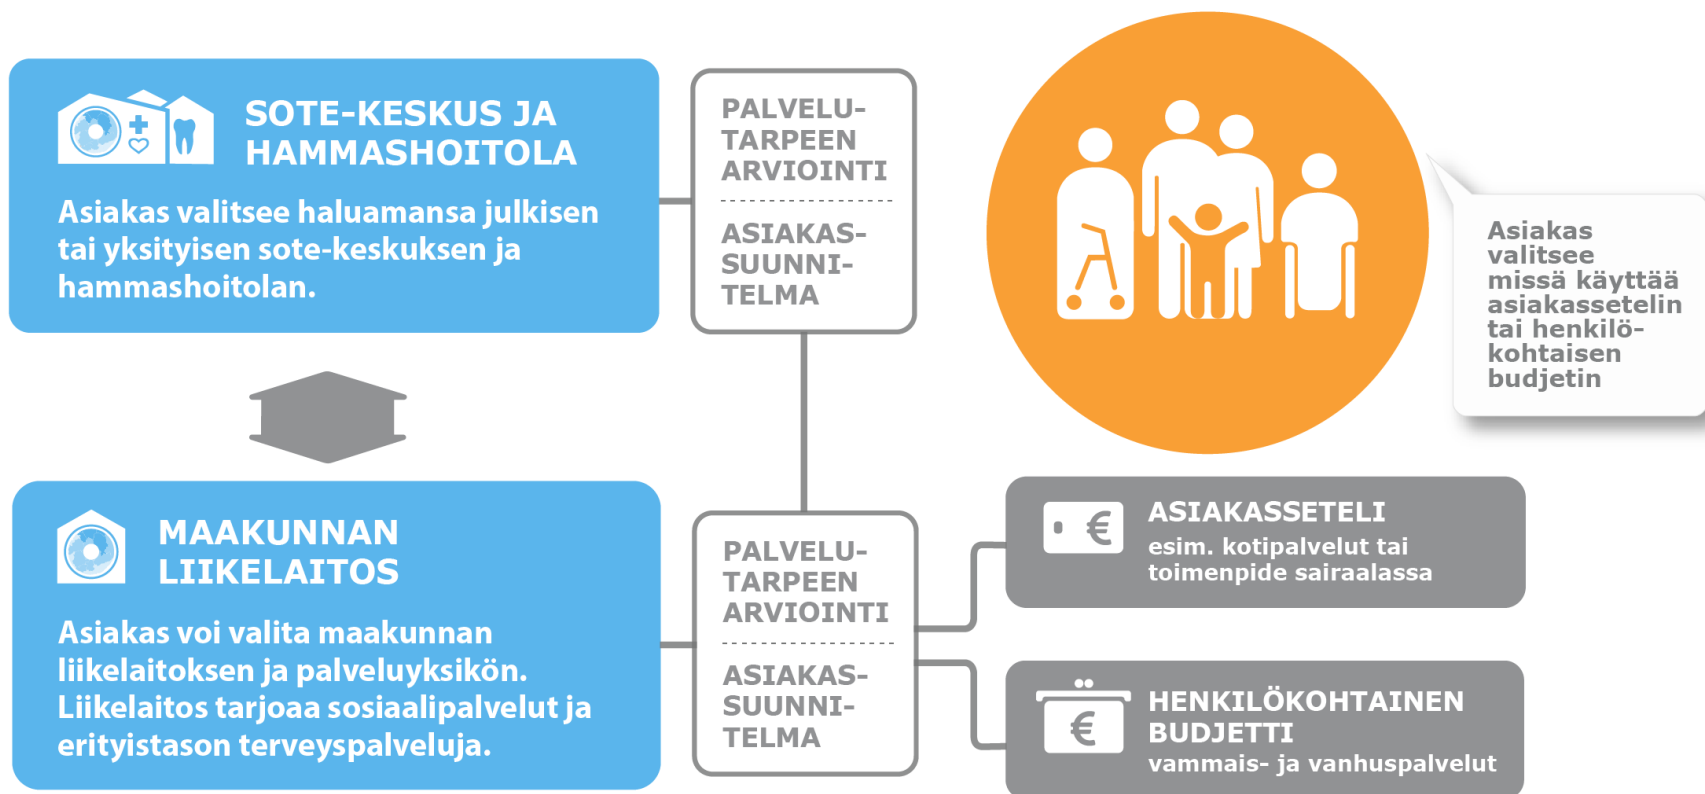 SOTE-KESKUS JA
HAMMASHOITOLA
Asiakas valitsee haluamansa julkisen
tai yksityisen sote-keskuksen ja
hammashoitolan.
PALVELU-
TARPEEN
ARVIOINTI
ASIAKAS-
SUUNNI-
TELMA
Asiakas
valitsee
missä käyttää
asiakassetelin
tai henkilö-
kohtaisen
budjetin
MAAKUNNAN
LIIKELAITOS
Asiakas voi valita maakunnan
liikelaitoksen ja palveluyksikön.
Liikelaitos tarjoaa sosiaalipalvelut ja
erityistason terveyspalveluja.
PALVELU-
TARPEEN
ARVIOINTI
ASIAKAS-
SUUNNI-
TELMA
€
ASIAKASSETELI
esim. kotipalvelut tai
toimenpide sairaalassa
€
HENKILÖKOHTAINEN
BUDJETTI
vammais- ja vanhuspalvelut